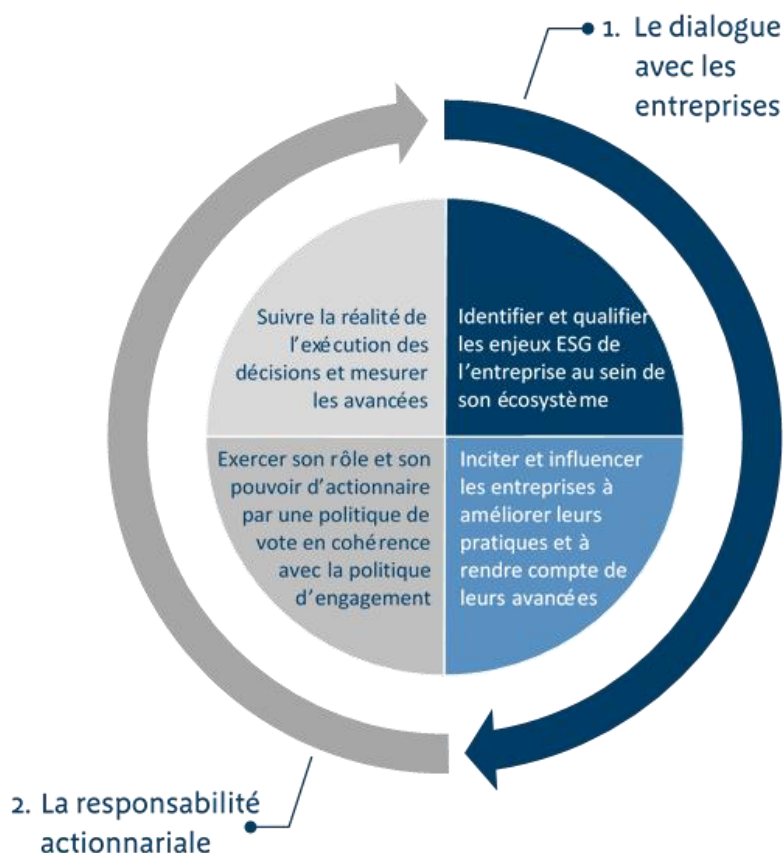 1. Le dialogue
avec les
entreprises
Suivre la réalité de
l'exécution des
décisions et mesurer
les avancées
Identifier et qualifier
les enjeux ESG de
l'entreprise au sein de
son écosystème
Exercer son rôle et son
pouvoir d'actionnaire
par une politique de
vote en cohérence
avec la politique
d'engagement
Inciter et influencer
les entreprises à
améliorer leurs
pratiques et à
rendre compte de
leurs avancées
2. La responsabilité
actionnariale